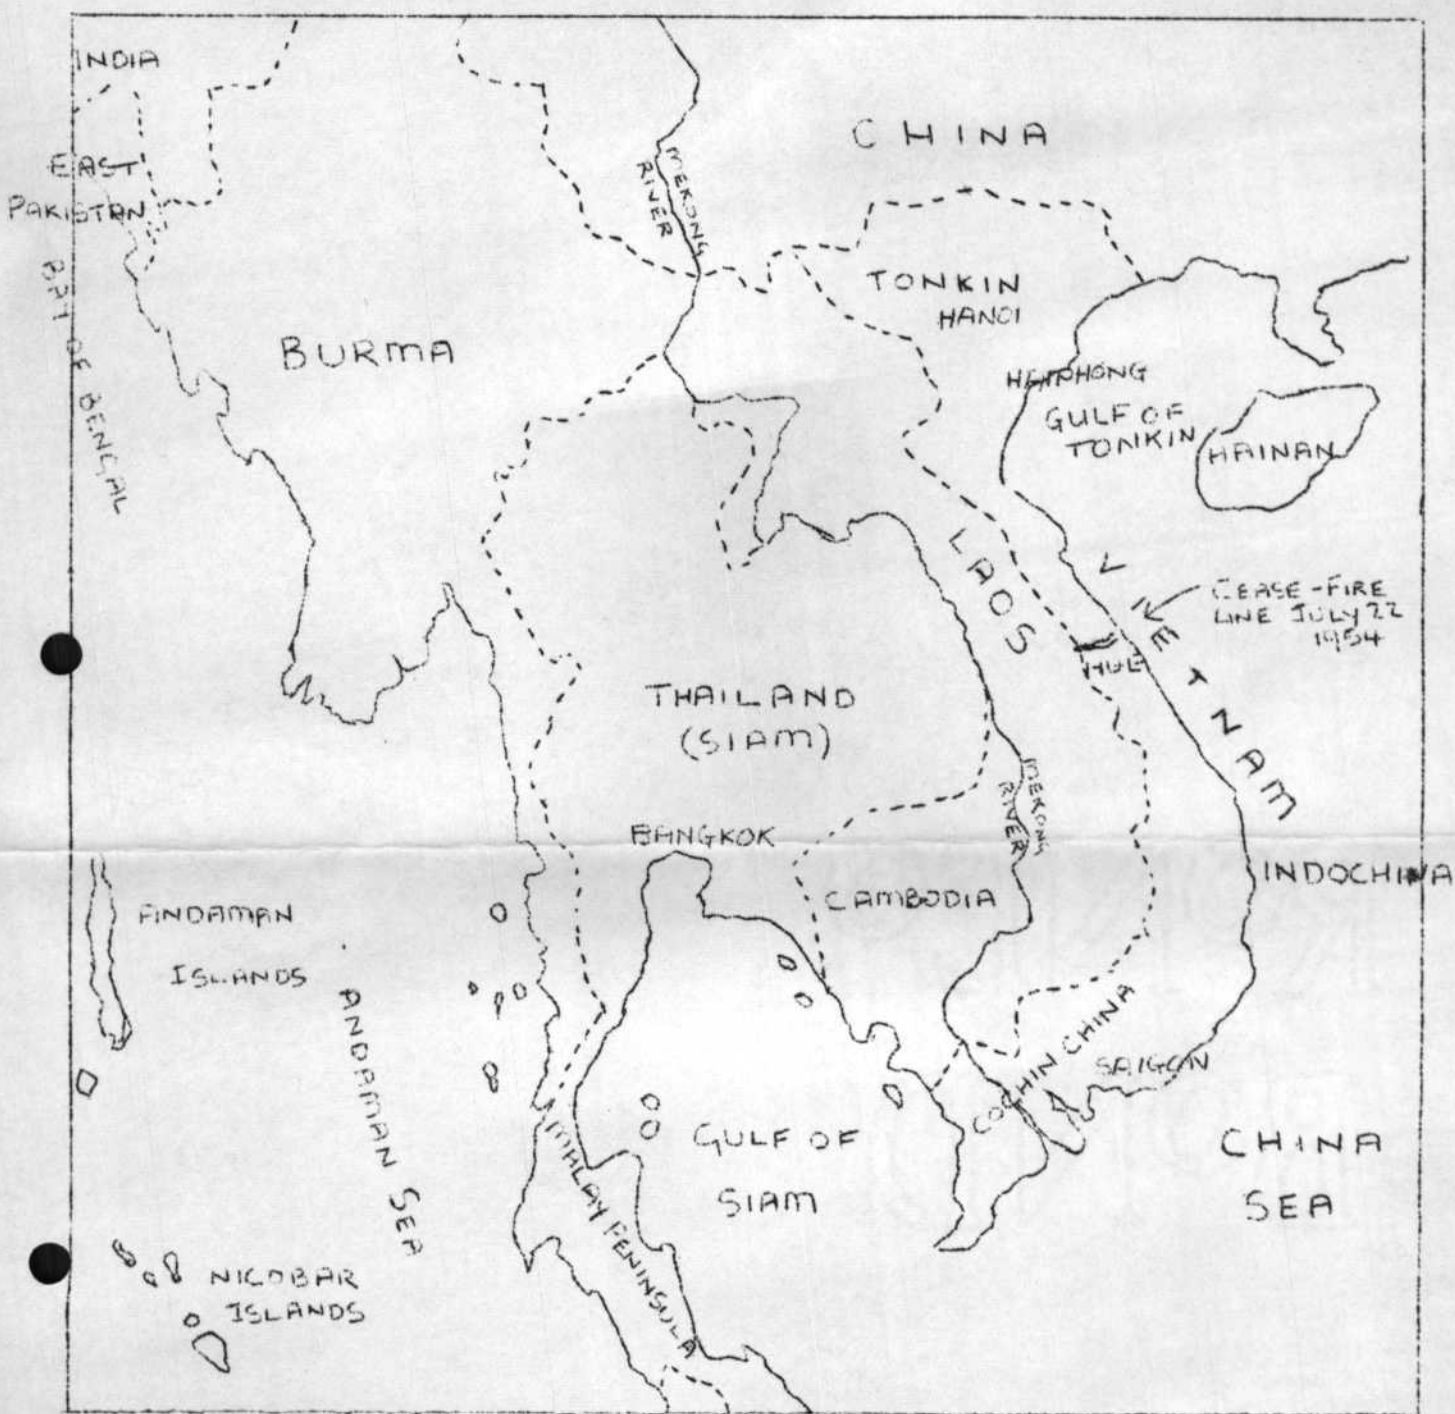 INDIA
CHINA
EAST
PAKISTAN
MEKONG
RIVER
BAY OF BENGAL
TONKIN
HANOI
BURMA
HAIPHONG
GULF OF
TONKIN
HAINAN
LAOS
VIETNAM
CEASE-FIRE
LINE JULY 22
1954
HUE
THAILAND
(SIAM)
MEKONG
RIVER
BANGKOK
INDOCHINA
CAMBODIA
ANDAMAN
ISLANDS
ANDAMAN SEA
COCHIN CHINA
SAIGON
MALAY PENINSULA
GULF OF
SIAM
CHINA
SEA
NICOBAR
ISLANDS